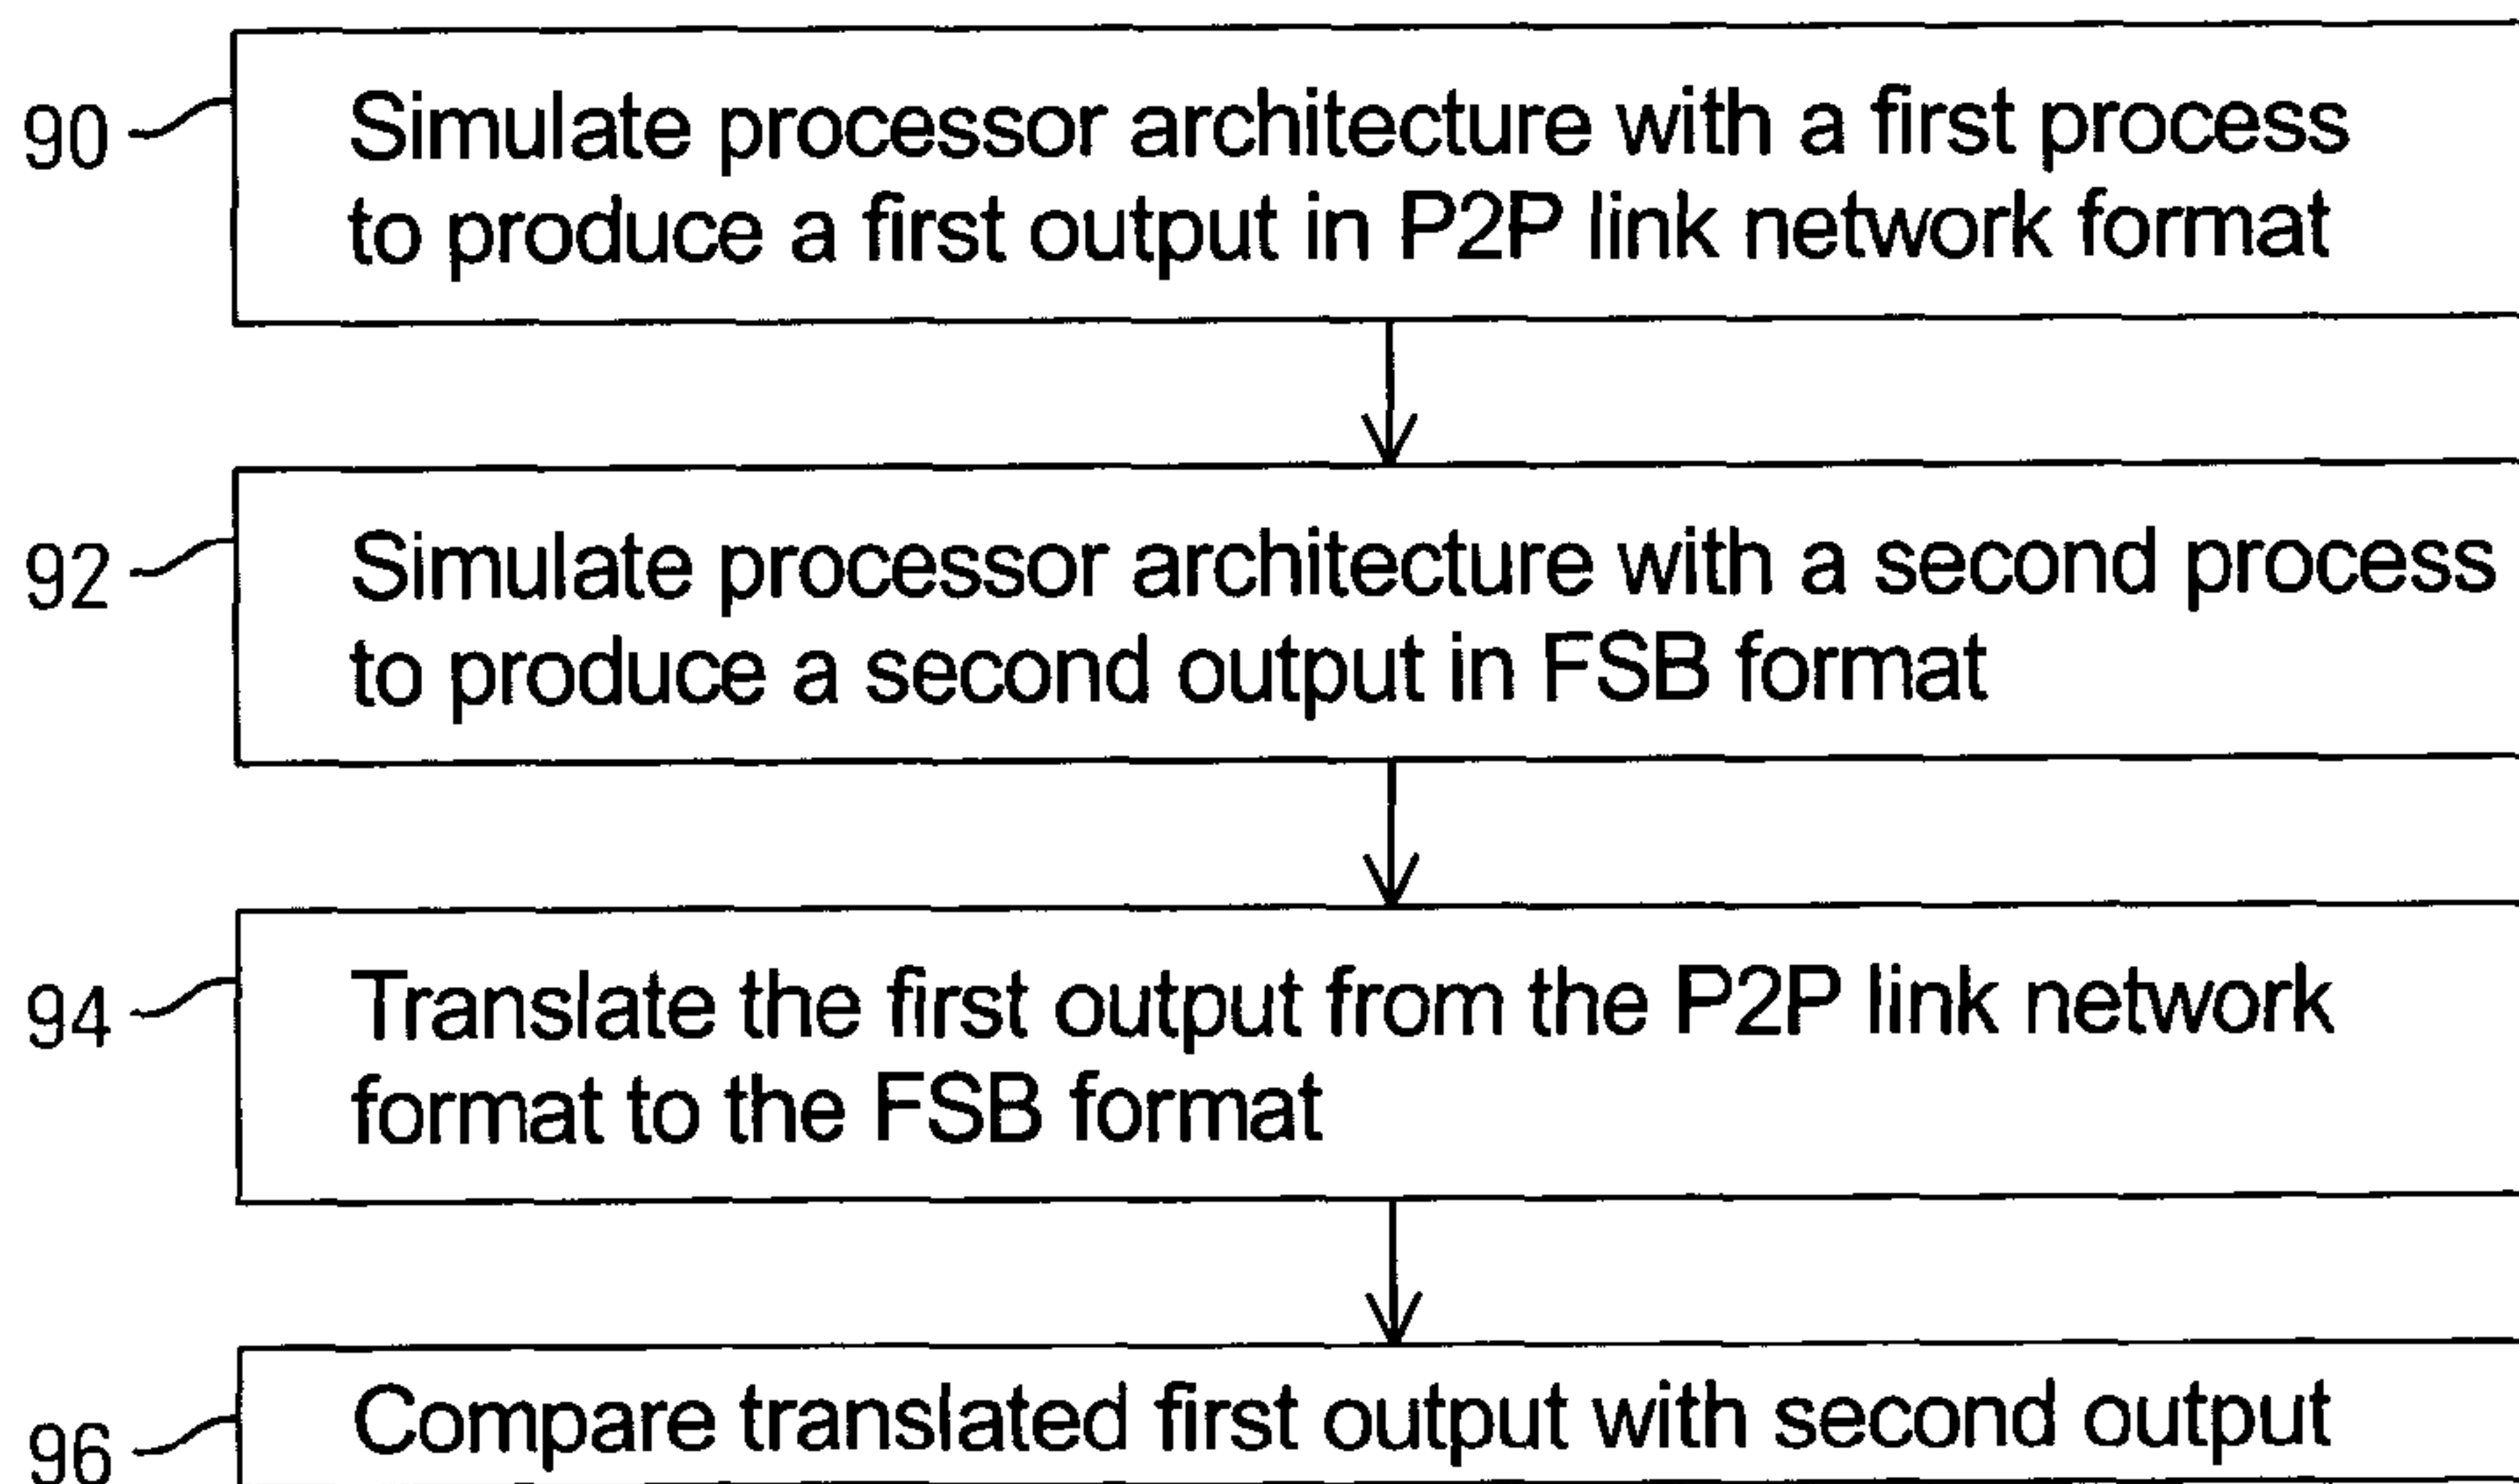 90
Simulate processor architecture with a first process
to produce a first output in P2P link network format
92
Simulate processor architecture with a second process
to produce a second output in FSB format
94
Translate the first output from the P2P link network
format to the FSB format
96
Compare translated first output with second output